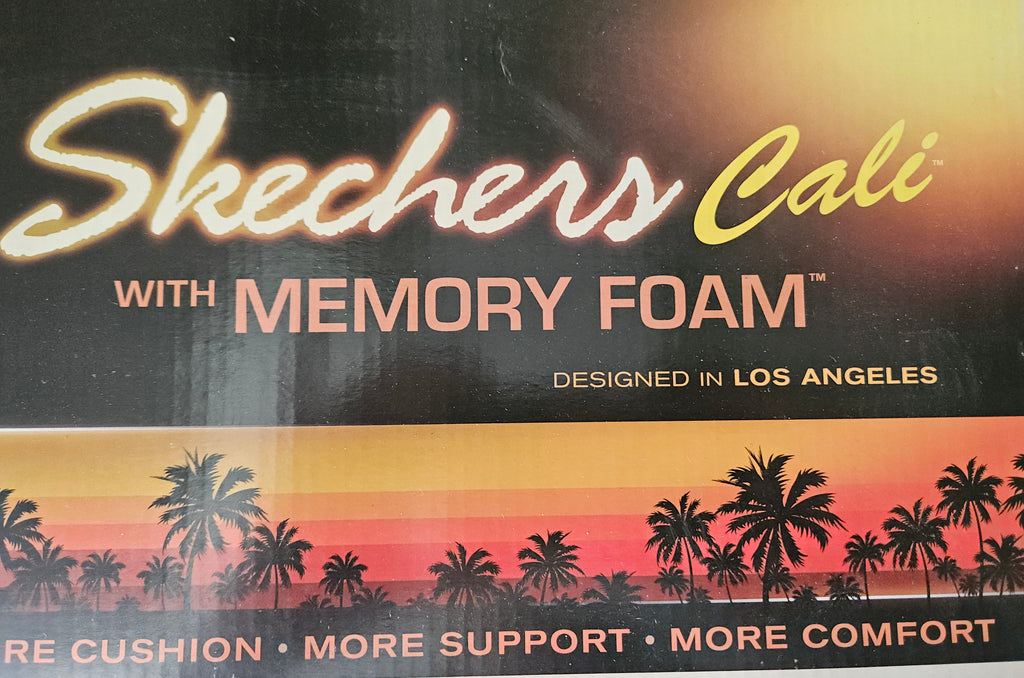 Skechers Cali™
WITH MEMORY FOAM™
DESIGNED IN LOS ANGELES
RE CUSHION • MORE SUPPORT • MORE COMFORT